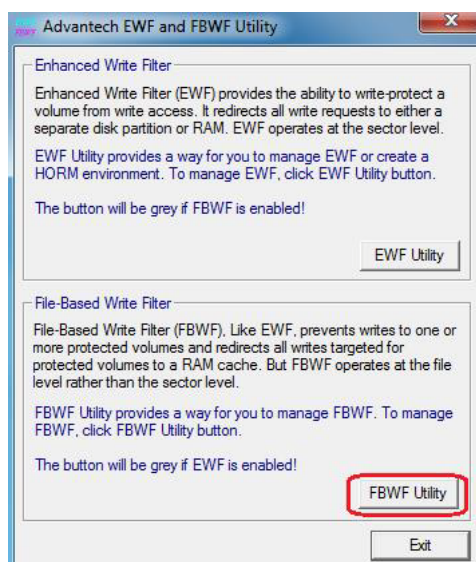 Advantech EWF and FBWF Utility
Enhanced Write Filter
Enhanced Write Filter (EWF) provides the ability to write-protect a
volume from write access. It redirects all write requests to either a
separate disk partition or RAM. EWF operates at the sector level.
EWF Utility provides a way for you to manage EWF or create a
HORM environment. To manage EWF, click EWF Utility button.
The button will be grey if FBWF is enabled!
EWF Utility
File-Based Write Filter
File-Based Write Filter (FBWF), Like EWF, prevents writes to one or
more protected volumes and redirects all writes targeted for
protected volumes to a RAM cache. But FBWF operates at the file
level rather than the sector level.
FBWF Utility provides a way for you to manage FBWF. To manage
FBWF, click FBWF Utility button.
The button will be grey if EWF is enabled!
FBWF Utility
Exit